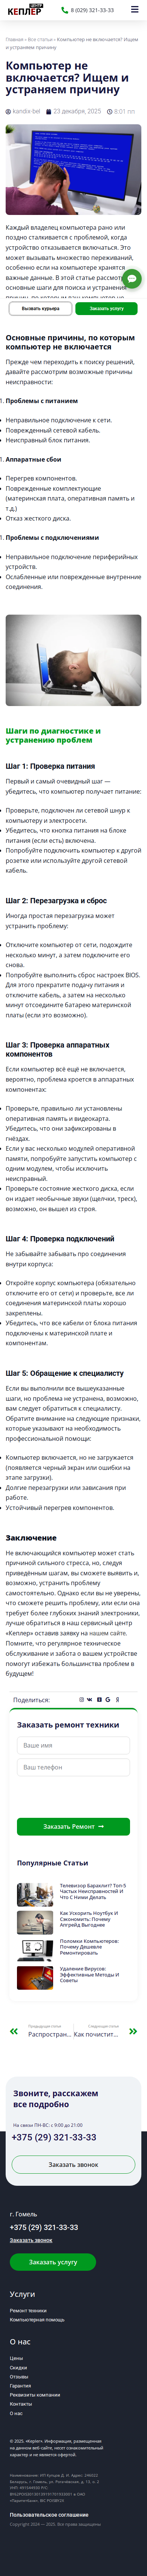 КЕПЛЕР ЦЕНТР
8 (029) 321-33-33
Главная » Все статьи » Компьютер не включается? Ищем
и устраняем причину
Компьютер не
включается? Ищем и
устраняем причину
kanda-bel 23 декабря, 2025 8:01 пп
Каждый владелец компьютера рано или
поздно сталкивается с проблемой, когда
устройство отказывается включаться. Это
может вызывать множество переживаний,
особенно если на компьютере хранятся
важные данные. В этой статье рассмотрим
основные шаги для поиска и устранения
Вызвать курьера
Заказать услугу
Основные причины, по которым
компьютер не включается
Прежде чем переходить к поиску решений,
давайте рассмотрим возможные причины
неисправности:
1. Проблемы с питанием
Неправильное подключение к сети.
Поврежденный сетевой кабель.
Неисправный блок питания.
1. Аппаратные сбои
Перегрев компонентов.
Поврежденные комплектующие
(материнская плата, оперативная память и
т.д.)
Отказ жесткого диска.
1. Проблемы с подключениями
Неправильное подключение периферийных
устройств.
Ослабленные или поврежденные внутренние
соединения.
Шаги по диагностике и
устранению проблем
Шаг 1: Проверка питания
Первый и самый очевидный шаг —
убедитесь, что компьютер получает питание:
Проверьте, подключен ли сетевой шнур к
компьютеру и электросети.
Убедитесь, что кнопка питания на блоке
питания (если есть) включена.
Попробуйте подключить компьютер к другой
розетке или используйте другой сетевой
кабель.
Шаг 2: Перезагрузка и сброс
Иногда простая перезагрузка может
устранить проблему:
Отключите компьютер от сети, подождите
несколько минут, а затем подключите его
снова.
Попробуйте выполнить сброс настроек BIOS.
Для этого прекратите подачу питания и
отключите кабель, а затем на несколько
минут отсоедините батарею материнской
платы (если это возможно).
Шаг 3: Проверка аппаратных
компонентов
Если компьютер всё ещё не включается,
вероятно, проблема кроется в аппаратных
компонентах:
Проверьте, правильно ли установлены
оперативная память и видеокарта.
Убедитесь, что они зафиксированы в
гнёздах.
Если у вас несколько модулей оперативной
памяти, попробуйте запустить компьютер с
одним модулем, чтобы исключить
неисправный.
Проверьте состояние жесткого диска, если
он издает необычные звуки (щелчки, треск),
возможно, он вышел из строя.
Шаг 4: Проверка подключений
Не забывайте забывать про соединения
внутри корпуса:
Откройте корпус компьютера (обязательно
отключите его от сети) и проверьте, все ли
соединения материнской платы хорошо
закреплены.
Убедитесь, что все кабели от блока питания
подключены к материнской плате и
компонентам.
Шаг 5: Обращение к специалисту
Если вы выполнили все вышеуказанные
шаги, но проблема не устранена, возможно,
вам следует обратиться к специалисту.
Обратите внимание на следующие признаки,
которые указывают на необходимость
профессиональной помощи:
Компьютер включается, но не загружается
(появляется черный экран или ошибки на
этапе загрузки).
Долгие перезагрузки или зависания при
работе.
Устойчивый перегрев компонентов.
Заключение
Не включающийся компьютер может стать
причиной сильного стресса, но, следуя
приведённым шагам, вы сможете выявить и,
возможно, устранить проблему
самостоятельно. Однако если вы не уверены,
что сможете решить проблему, или если она
требует более глубоких знаний электроники,
лучше обратиться в наш сервисный центр
«Кеплер» оставив заявку на нашем сайте.
Помните, что регулярное техническое
обслуживание и забота о вашем устройстве
помогут избежать большинства проблем в
будущем!
Поделиться:
Заказать ремонт техники
Ваше имя
Ваш телефон
Заказать Ремонт
Популярные Статьи
Телевизор Барахлит? Топ-5
Частых Неисправностей И
Что С Ними Делать
Как Ускорить Ноутбук И
Сэкономить: Почему
Апгрейд Выгоднее
Поломки Компьютеров:
Почему Дешевле
Ремонтировать
Удаление Вирусов:
Эффективные Методы И
Советы
Предыдущая статья Следующая статья
Распростран... Как почистит...
Звоните, расскажем
все подробно
На связи ПН-ВС: с 9:00 до 21:00
+375 (29) 321-33-33
Заказать звонок
г. Гомель
+375 (29) 321-33-33
Заказать звонок
Заказать услугу
Услуги
Ремонт техники
Компьютерная помощь
О нас
Цены
Скидки
Отзывы
Гарантия
Реквизиты компании
Контакты
О нас
© 2025, «Кеплер». Информация, размещенная
на данном веб-сайте, несет ознакомительный
характер и не является офертой.
Пользовательское соглашение